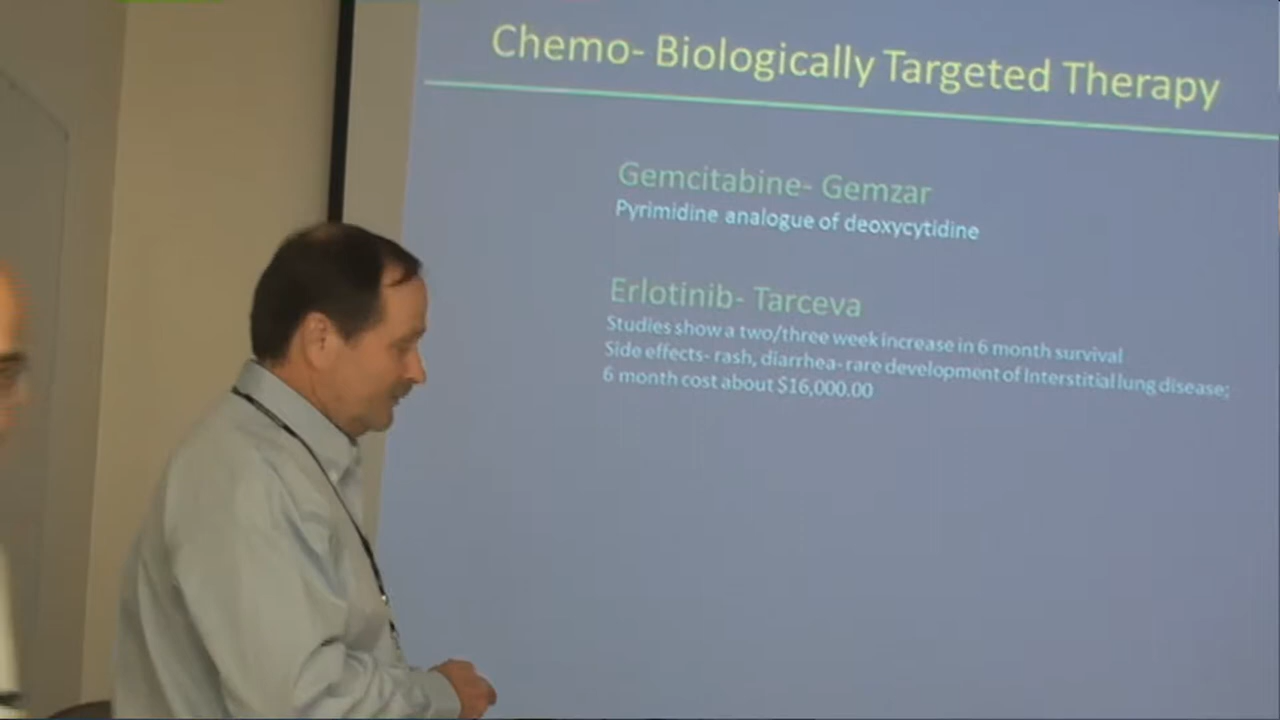 Chemo- Biologically Targeted Therapy
Gemcitabine- Gemzar
Pyrimidine analogue of deoxycytidine
Erlotinib- Tarceva
Studies show a two/three week increase in 6 month survival
Side effects- rash, diarrhea- rare development of Interstitial lung disease;
6 month cost about $16,000.00